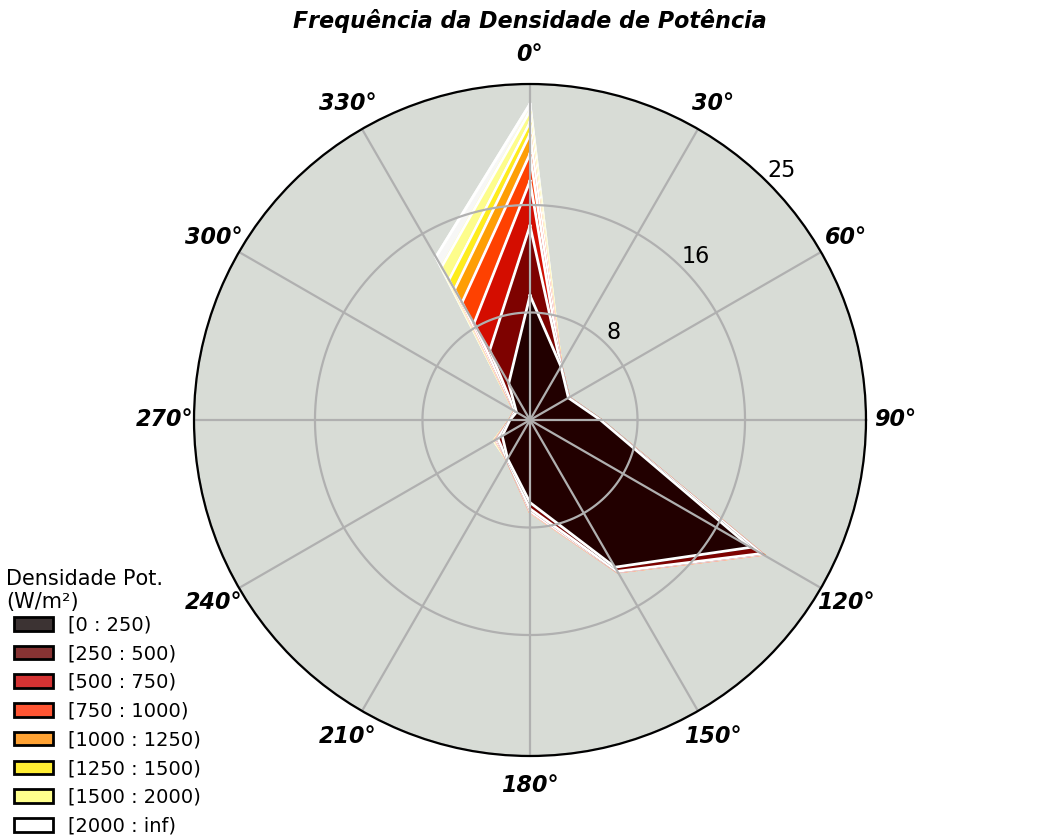 Frequência da Densidade de Potência
0°
330°
30°
25
300°
60°
16
8
270°
90°
240°
120°
210°
150°
180°
Densidade Pot.
(W/m²)
[0 : 250)
[250 : 500)
[500 : 750)
[750 : 1000)
[1000 : 1250)
[1250 : 1500)
[1500 : 2000)
[2000 : inf)